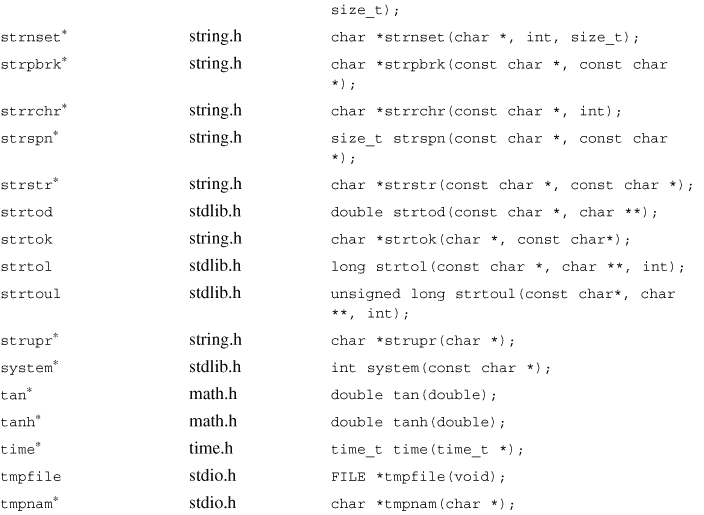 size_t);
strnset* string.h char *strnset(char *, int, size_t);
strpbrk* string.h char *strpbrk(const char *, const char
*);
strrchr* string.h char *strrchr(const char *, int);
strspn* string.h size_t strspn(const char *, const char
*);
strstr* string.h char *strstr(const char *, const char *);
strtod stdlib.h double strtod(const char *, char **);
strtok string.h char *strtok(char *, const char*);
strtol stdlib.h long strtol(const char *, char **, int);
strtoul stdlib.h unsigned long strtoul(const char*, char
**, int);
strupr* string.h char *strupr(char *);
system* stdlib.h int system(const char *);
tan* math.h double tan(double);
tanh* math.h double tanh(double);
time* time.h time_t time(time_t *);
tmpfile stdio.h FILE *tmpfile(void);
tmpnam* stdio.h char *tmpnam(char *);